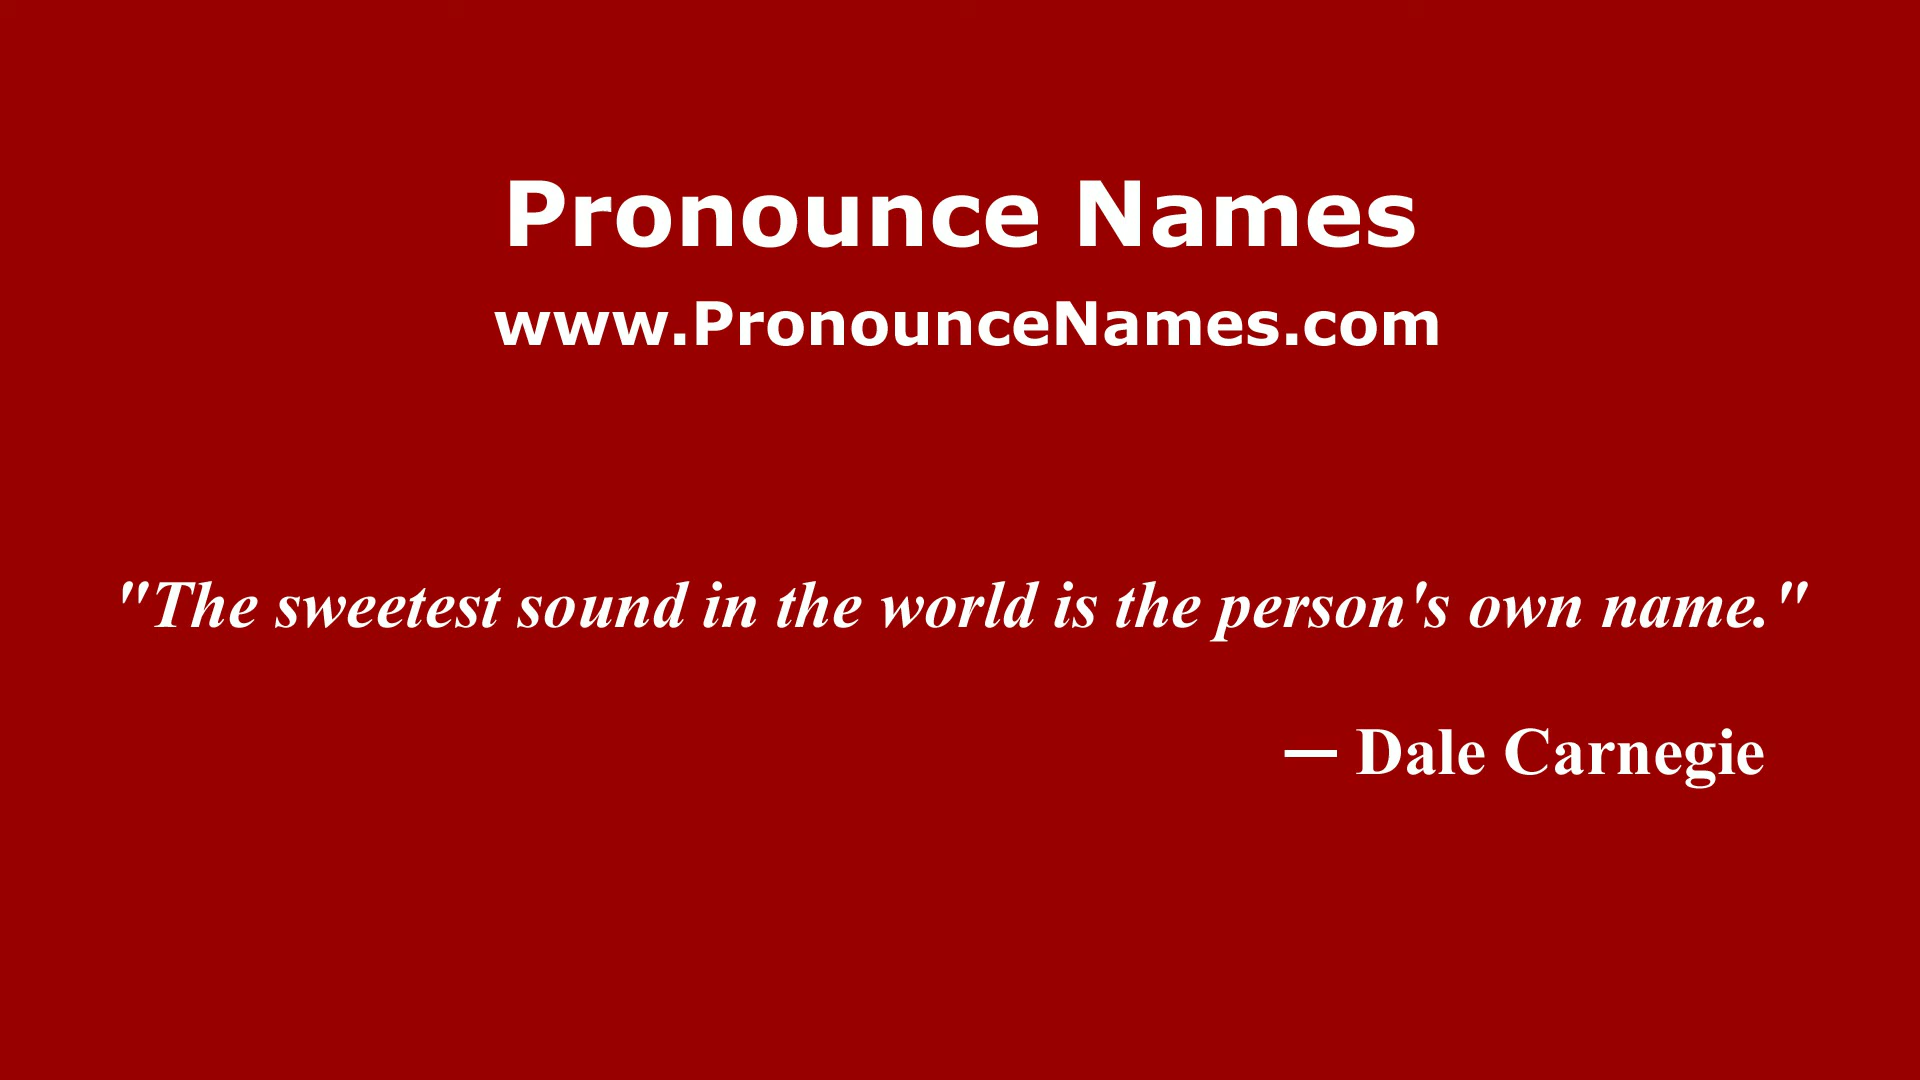 Pronounce Names
www.PronounceNames.com
"The sweetest sound in the world is the person's own name."
— Dale Carnegie